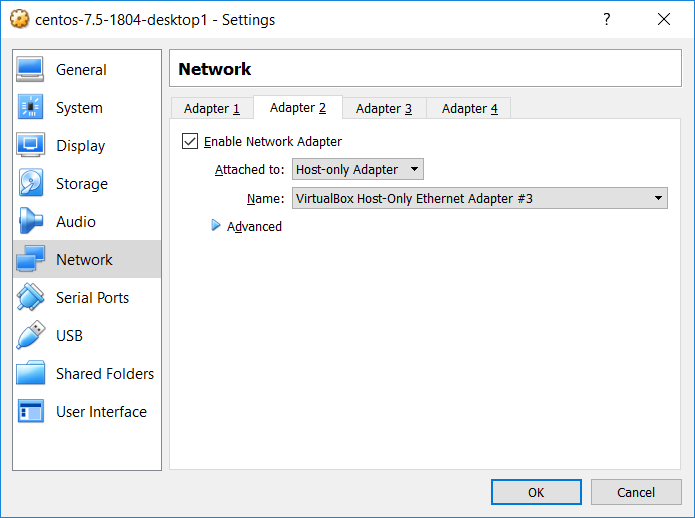 centos-7.5-1804-desktop1 - Settings
?
General
System
Display
Storage
Audio
Network
Serial Ports
USB
Shared Folders
User Interface
Network
Adapter 1 Adapter 2 Adapter 3 Adapter 4
Enable Network Adapter
Attached to: Host-only Adapter
Name: VirtualBox Host-Only Ethernet Adapter #3
Advanced
OK Cancel